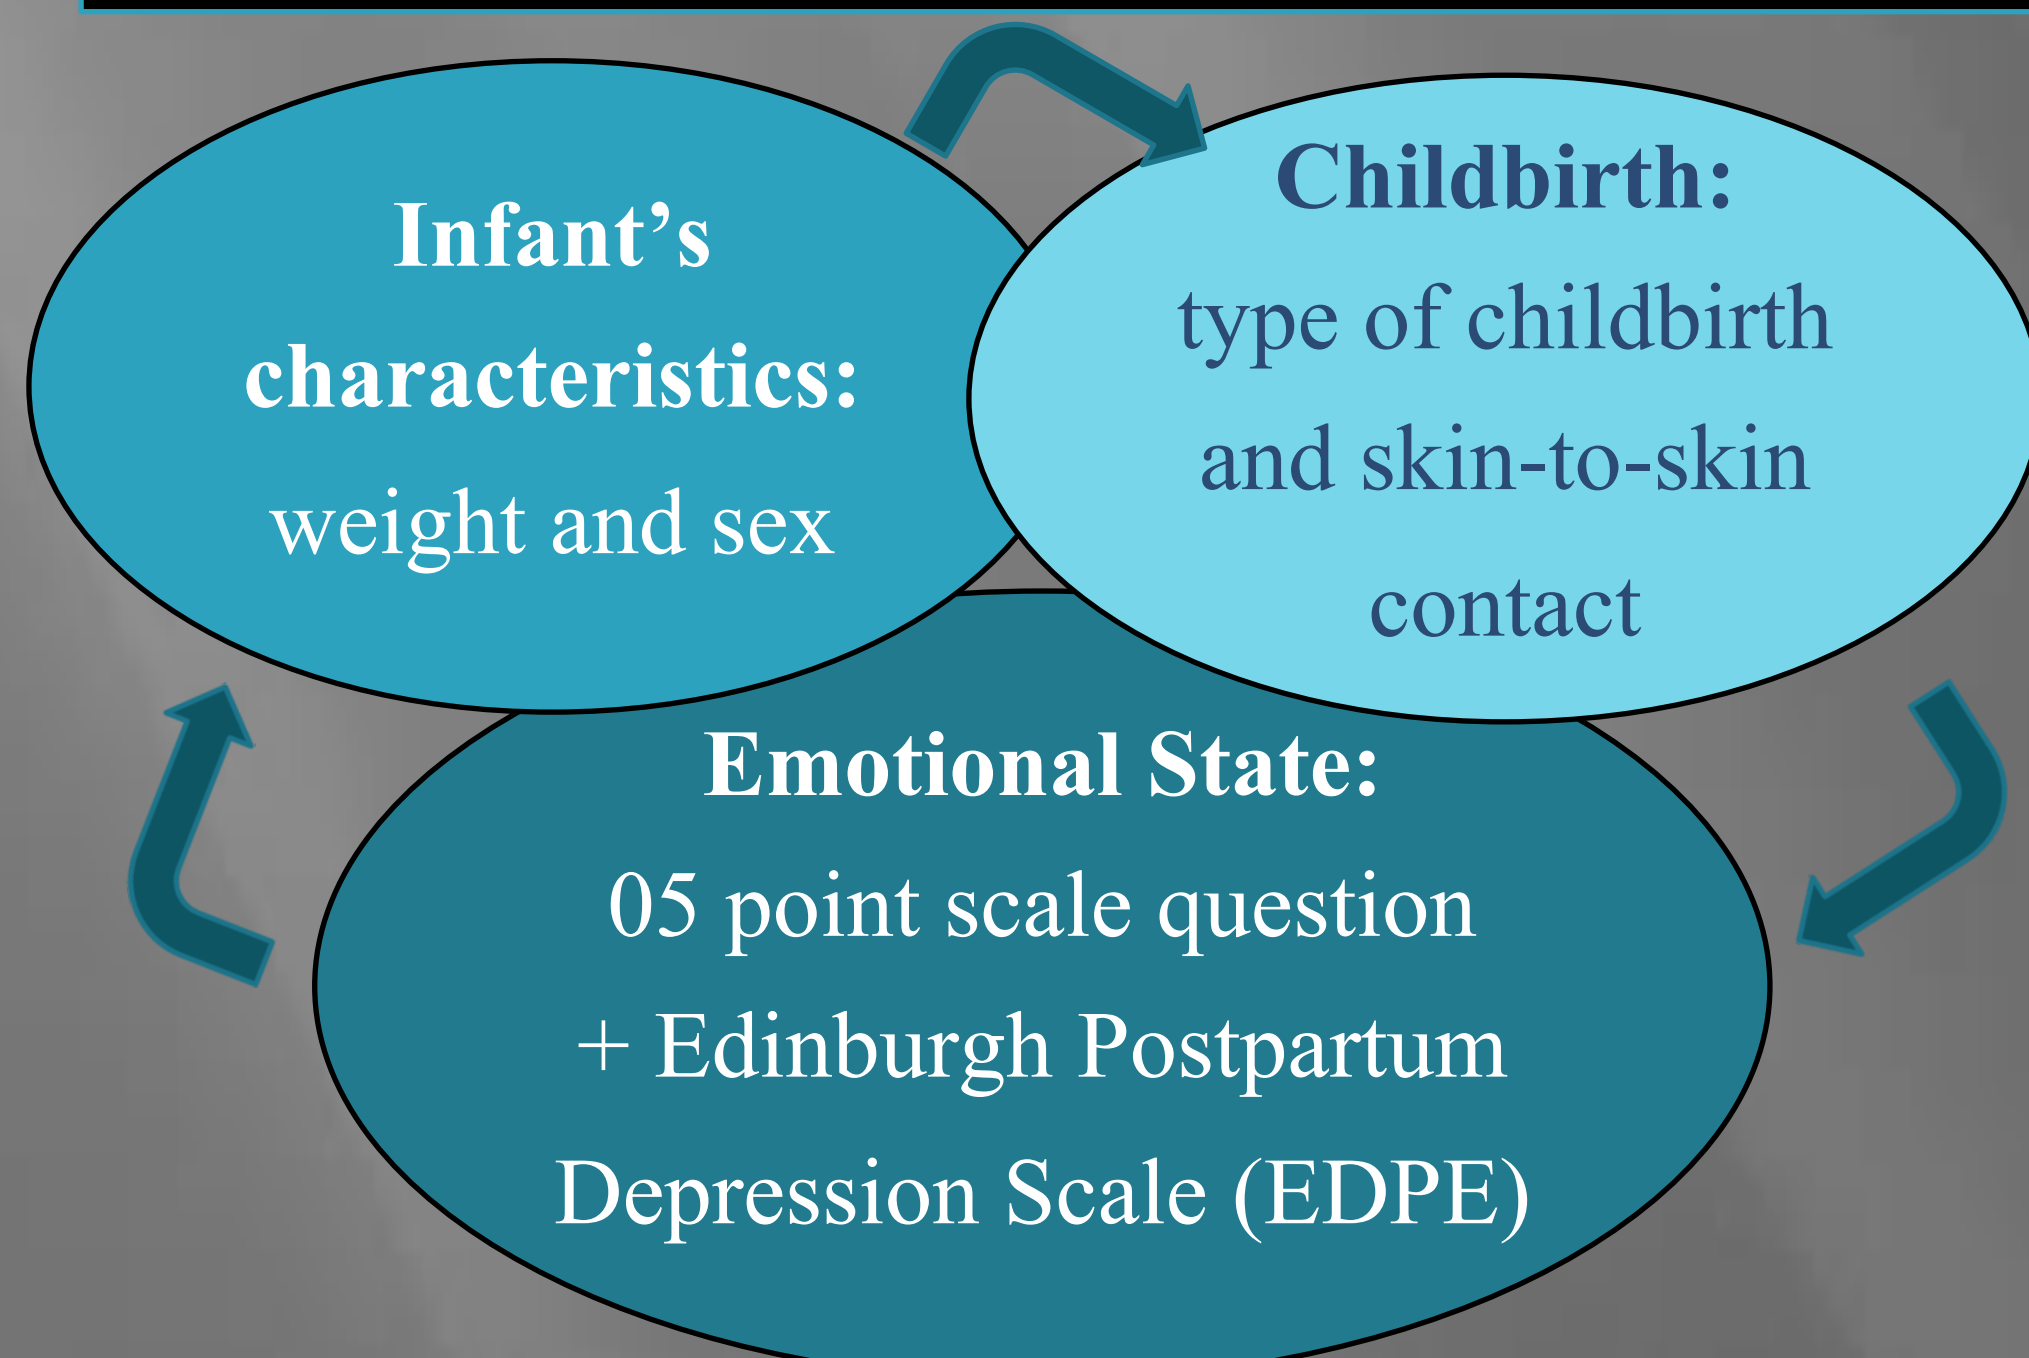 Infant’s
characteristics:
weight and sex
Childbirth:
type of childbirth
and skin-to-skin
contact
Emotional State:
05 point scale question
+ Edinburgh Postpartum
Depression Scale (EDPE)